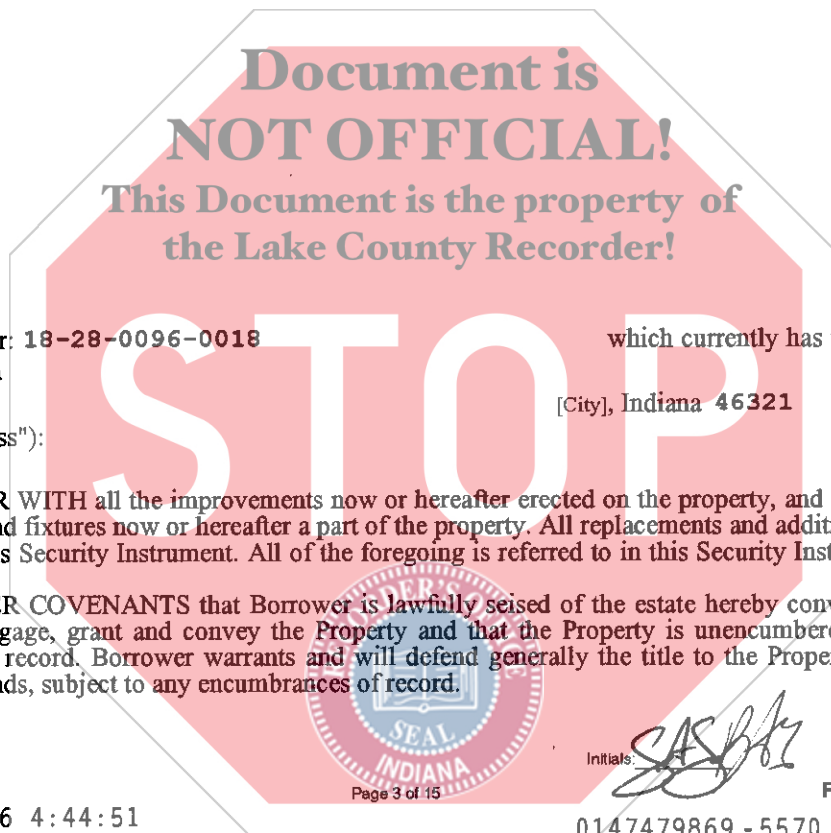 Document is
NOT OFFICIAL!
This Document is the property of
the Lake County Recorder!
STOP
r: 18-28-0096-0018 which currently has
[City], Indiana 46321
ss"):
R WITH all the improvements now or hereafter erected on the property, and
nd fixtures now or hereafter a part of the property. All replacements and addit
s Security Instrument. All of the foregoing is referred to in this Security Inst
ER COVENANTS that Borrower is lawfully seised of the estate hereby conv
gage, grant and convey the Property and that the Property is unencumbere
record. Borrower warrants and will defend generally the title to the Proper
nds, subject to any encumbrances of record.
RECORDER'S OFFICE
SEAL
INDIANA
Initials:
Page 3 of 15
6 4:44:51
0147479869 - 5570